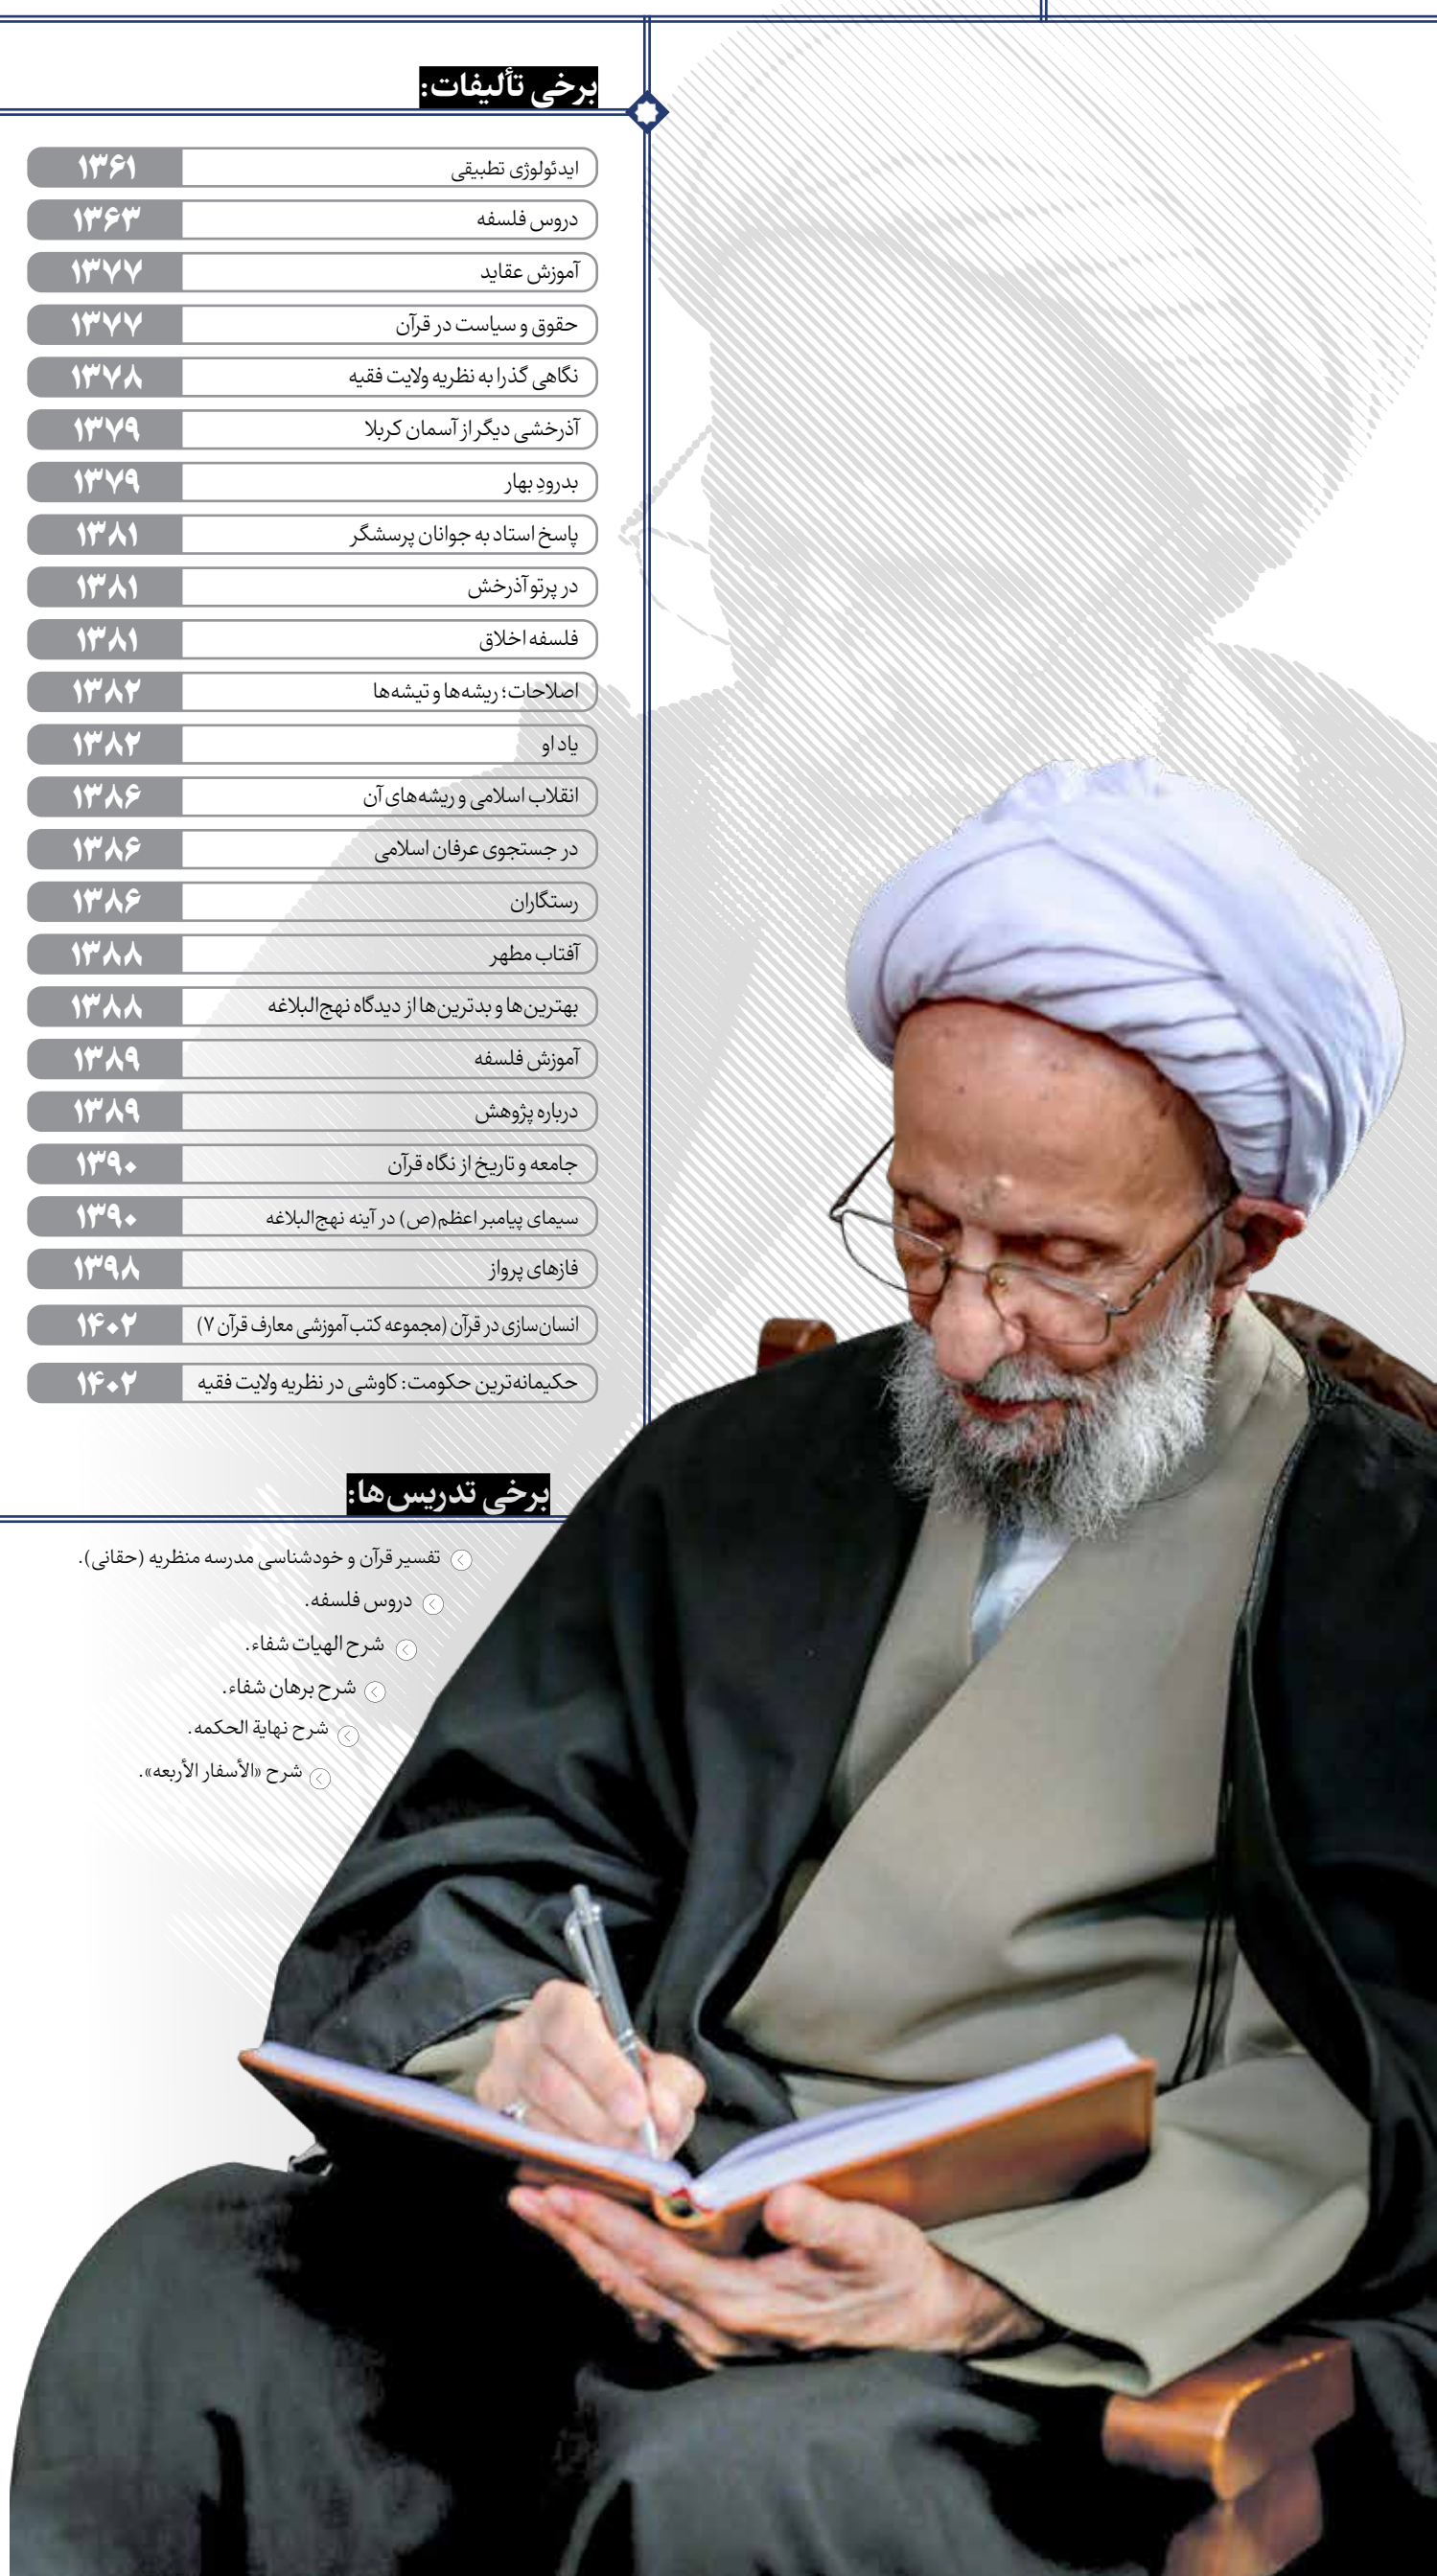 برخی تألیفات:
ایدئولوژی تطبیقی ۱۳۶۱
دروس فلسفه ۱۳۶۳
آموزش عقاید ۱۳۷۷
حقوق و سیاست در قرآن ۱۳۷۷
نگاهی گذرا به نظریه ولایت فقیه ۱۳۷۸
آذرخشی دیگر از آسمان کربلا ۱۳۷۹
بدرودِ بهار ۱۳۷۹
پاسخ استاد به جوانان پرسشگر ۱۳۸۱
در پرتو آذرخش ۱۳۸۱
فلسفه اخلاق ۱۳۸۱
اصلاحات؛ ریشه‌ها و تیشه‌ها ۱۳۸۲
یاد او ۱۳۸۲
انقلاب اسلامی و ریشه‌های آن ۱۳۸۶
در جستجوی عرفان اسلامی ۱۳۸۶
رستگاران ۱۳۸۶
آفتاب مطهر ۱۳۸۸
بهترین‌ها و بدترین‌ها از دیدگاه نهج‌البلاغه ۱۳۸۸
آموزش فلسفه ۱۳۸۹
درباره پژوهش ۱۳۸۹
جامعه و تاریخ از نگاه قرآن ۱۳۹۰
سیمای پیامبر اعظم(ص) در آینه نهج‌البلاغه ۱۳۹۰
فازهای پرواز ۱۳۹۸
انسان‌سازی در قرآن (مجموعه کتب آموزشی معارف قرآن ۷) ۱۴۰۲
حکیمانه‌ترین حکومت: کاوشی در نظریه ولایت فقیه ۱۴۰۲
برخی تدریس‌ها:
تفسیر قرآن و خودشناسی مدرسه منظریه (حقانی).
دروس فلسفه.
شرح الهیات شفاء.
شرح برهان شفاء.
شرح نهایة الحکمه.
شرح «الأسفار الأربعه».